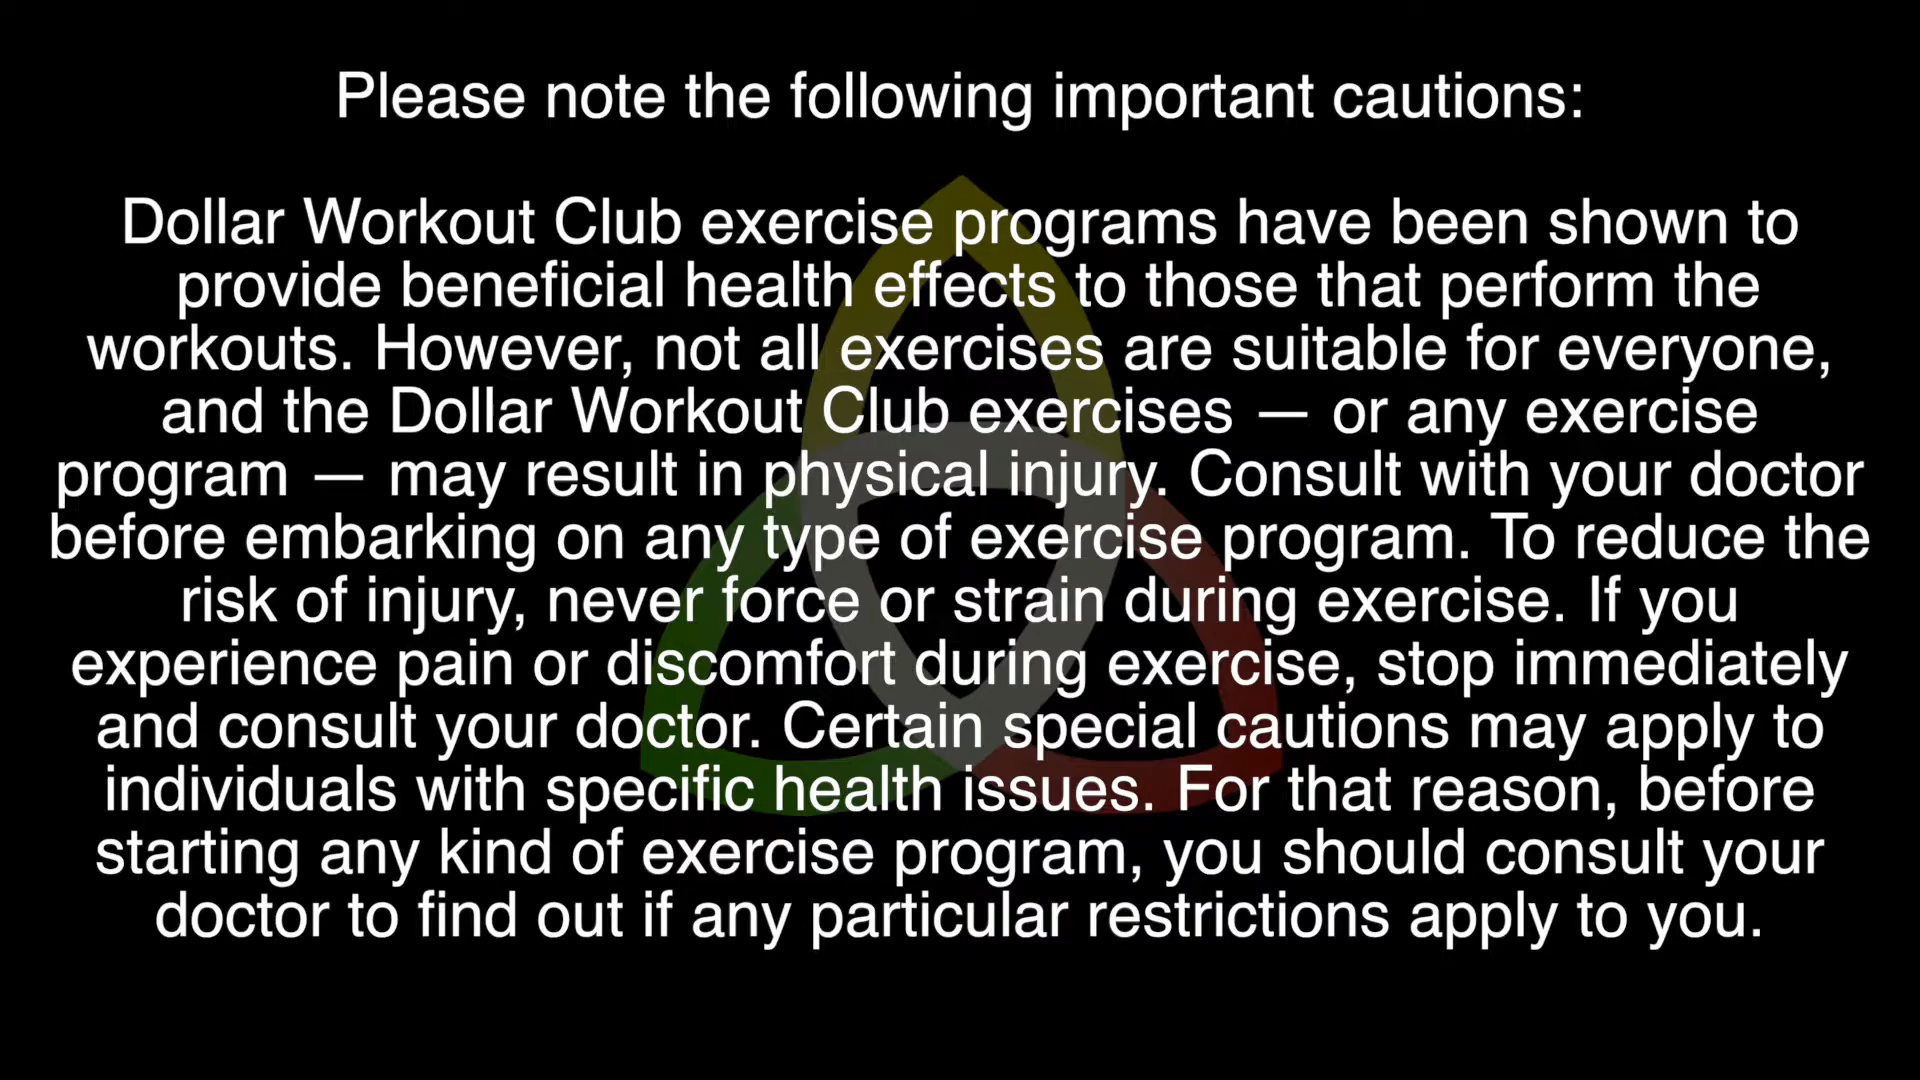 Please note the following important cautions:
Dollar Workout Club exercise programs have been shown to
provide beneficial health effects to those that perform the
workouts. However, not all exercises are suitable for everyone,
and the Dollar Workout Club exercises — or any exercise
program — may result in physical injury. Consult with your doctor
before embarking on any type of exercise program. To reduce the
risk of injury, never force or strain during exercise. If you
experience pain or discomfort during exercise, stop immediately
and consult your doctor. Certain special cautions may apply to
individuals with specific health issues. For that reason, before
starting any kind of exercise program, you should consult your
doctor to find out if any particular restrictions apply to you.